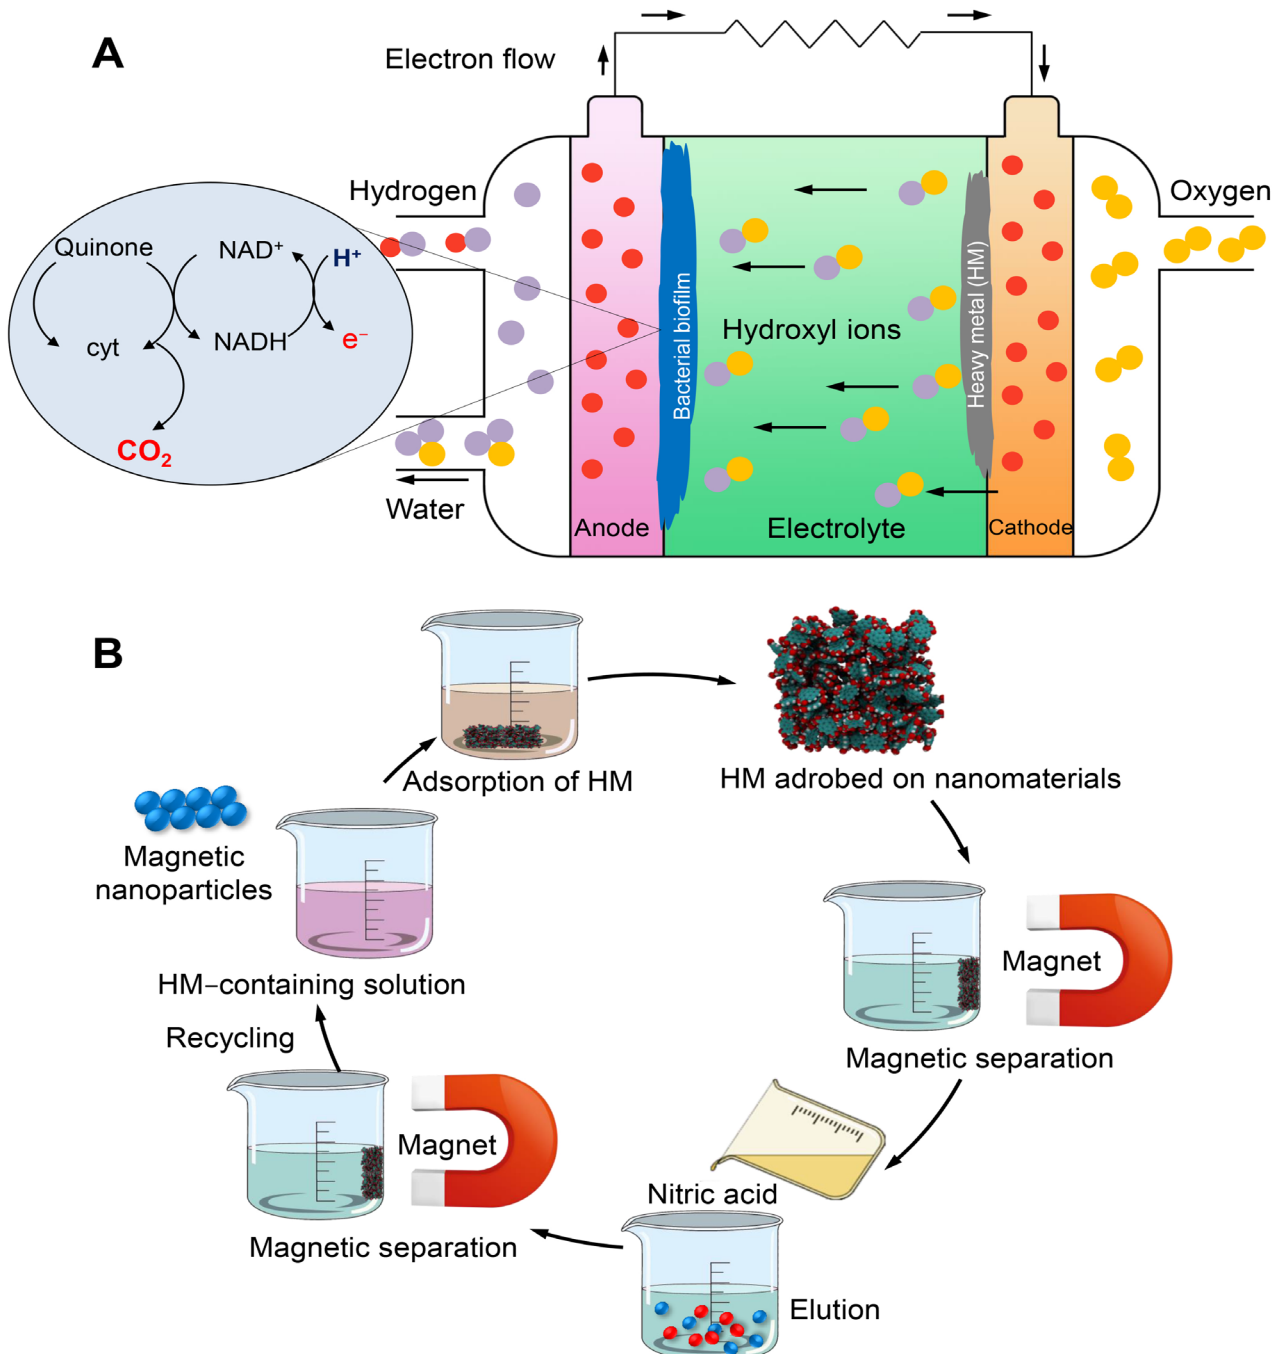 A
Electron flow
Hydrogen
Oxygen
Quinone
NAD⁺
H⁺
cyt
NADH
e⁻
CO₂
Bacterial biofilm
Hydroxyl ions
Heavy metal (HM)
Water
Anode
Electrolyte
Cathode
B
Adsorption of HM
HM adrobed on nanomaterials
Magnetic
nanoparticles
HM–containing solution
Magnet
Magnetic separation
Recycling
Magnet
Nitric acid
Magnetic separation
Elution